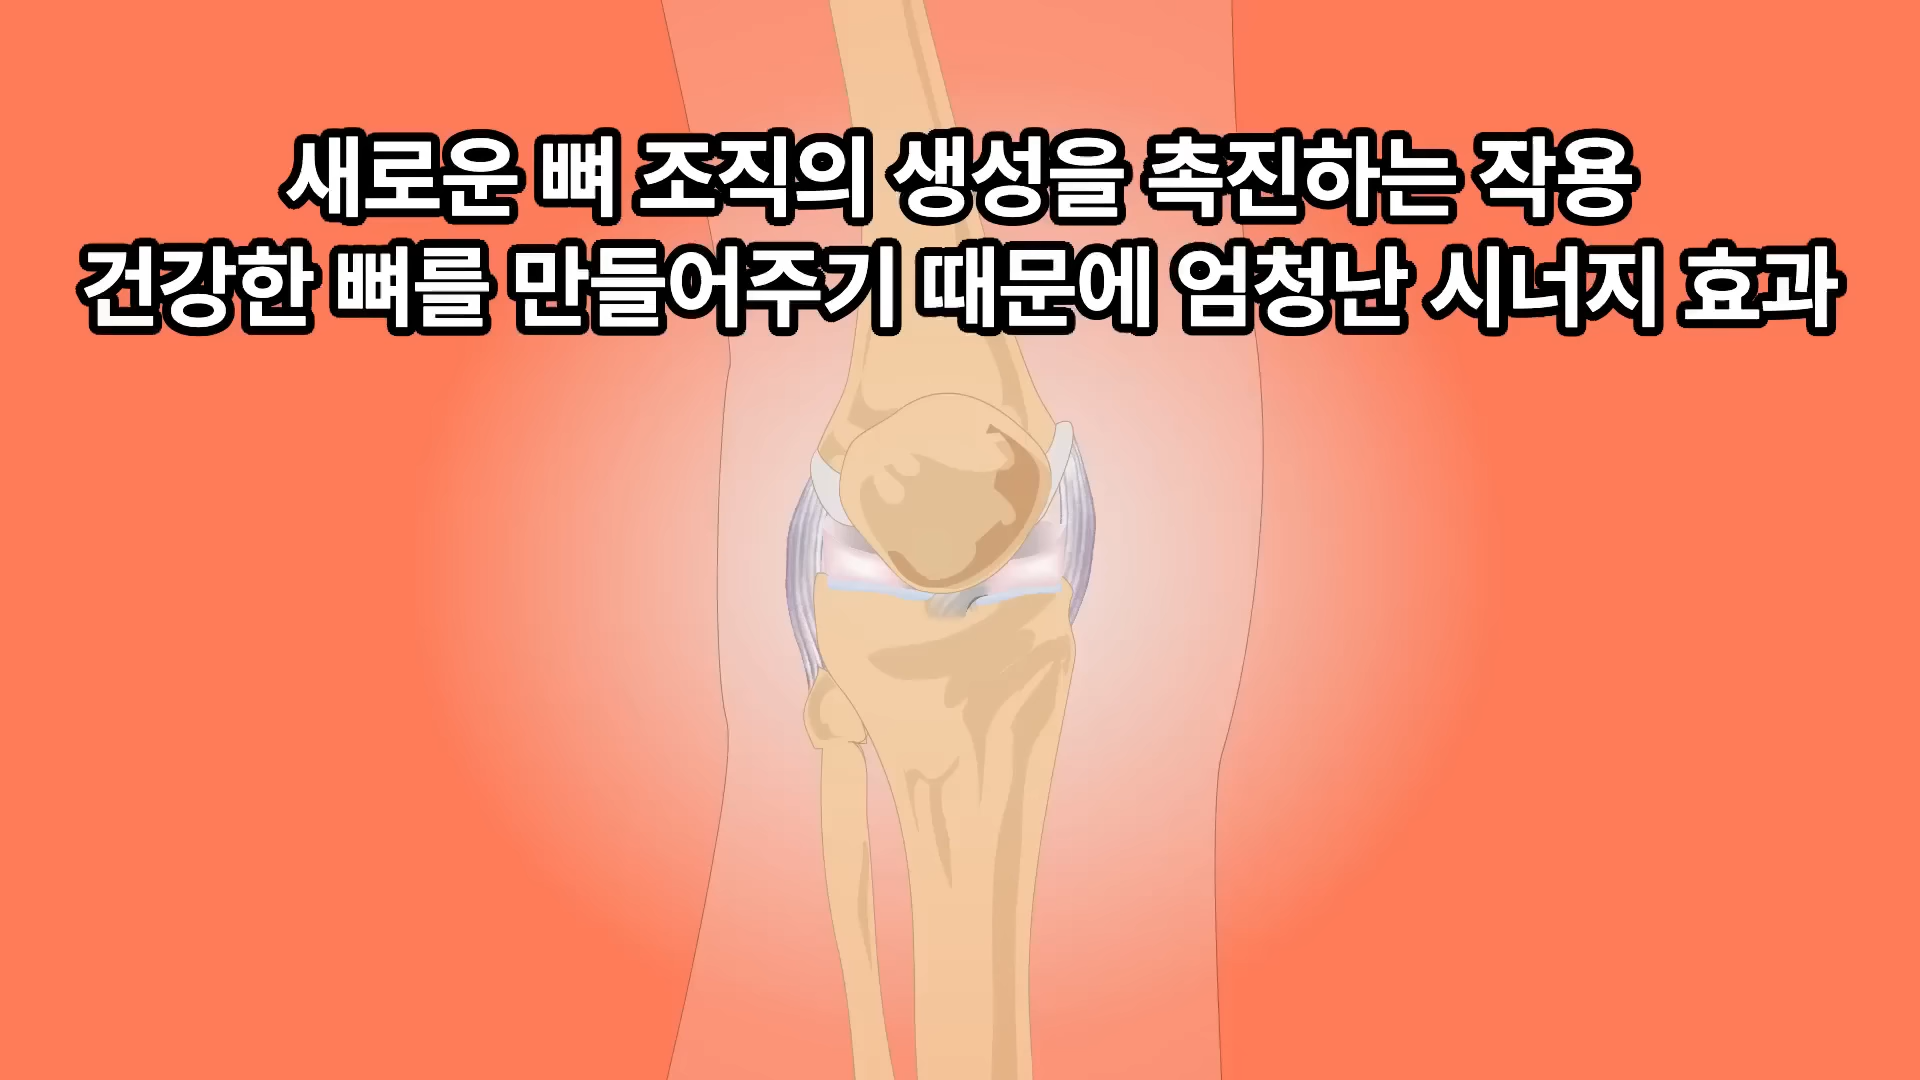 새로운 뼈 조직의 생성을 촉진하는 작용
건강한 뼈를 만들어주기 때문에 엄청난 시너지 효과